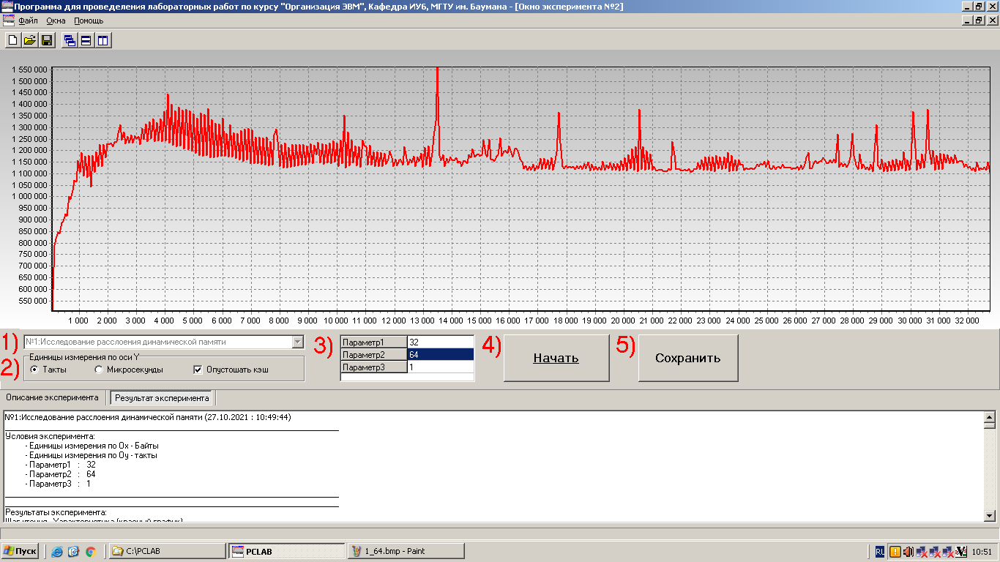 Программа для проведения лабораторных работ по курсу "Организация ЭВМ", Кафедра ИУ6, МГТУ им. Баумана - [Окно эксперимента №2]
Файл Окна Помощь
1 550 000
1 500 000
1 450 000
1 400 000
1 350 000
1 300 000
1 250 000
1 200 000
1 150 000
1 100 000
1 050 000
1 000 000
950 000
900 000
850 000
800 000
750 000
700 000
650 000
600 000
550 000
1 000 2 000 3 000 4 000 5 000 6 000 7 000 8 000 9 000 10 000 11 000 12 000 13 000 14 000 15 000 16 000 17 000 18 000 19 000 20 000 21 000 22 000 23 000 24 000 25 000 26 000 27 000 28 000 29 000 30 000 31 000 32 000
1) №1:Исследование расслоения динамической памяти
2) Единицы измерения по оси Y
Такты Микросекунды Опустошать кэш
3) Параметр1 32
Параметр2 64
Параметр3 1
4) Начать
5) Сохранить
Описание эксперимента Результат эксперимента
№1:Исследование расслоения динамической памяти (27.10.2021 : 10:49:44)
Условия эксперимента:
- Единицы измерения по Ox - Байты
- Единицы измерения по Oy - такты
- Параметр1 : 32
- Параметр2 : 64
- Параметр3 : 1
Результаты эксперимента:
Шаг чтения - Характеристика (красный график)
Пуск C:\PCLAB PCLAB 1_64.bmp - Paint RU 10:51